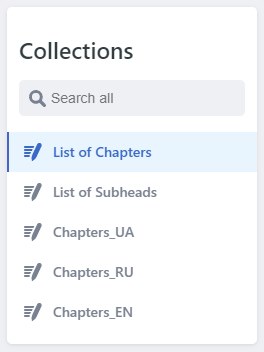 Collections
Search all
List of Chapters
List of Subheads
Chapters_UA
Chapters_RU
Chapters_EN